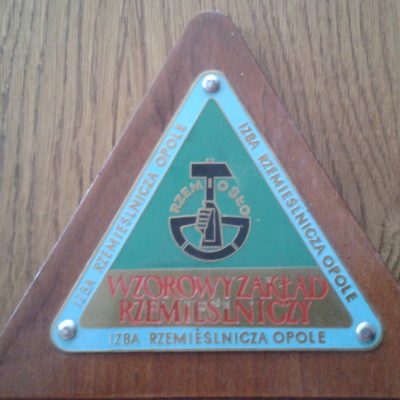 IZBA RZEMIEŚLNICZA OPOLE
IZBA RZEMIEŚLNICZA OPOLE
RZEMIOSŁO
WZOROWY ZAKŁAD
RZEMIEŚLNICZY
IZBA RZEMIEŚLNICZA OPOLE